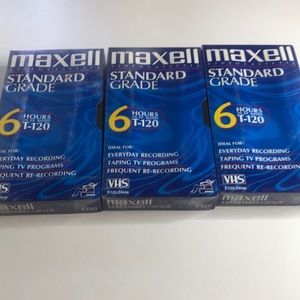 maxell
STANDARD
GRADE
6 HOURS
T-120
IDEAL FOR:
EVERYDAY RECORDING
TAPING TV PROGRAMS
FREQUENT RE-RECORDING
VHS
maxell
maxell
STANDARD
GRADE
6 HOURS
T-120
IDEAL FOR:
EVERYDAY RECORDING
TAPING TV PROGRAMS
FREQUENT RE-RECORDING
VHS
maxell
maxell
STANDARD
GRADE
6 HOURS
T-120
IDEAL FOR:
EVERYDAY RECORDING
TAPING TV PROGRAMS
FREQUENT RE-RECORDING
VHS
maxell